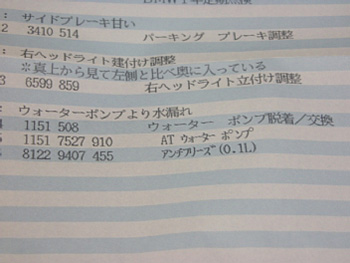 : サイドブレーキ甘い
2 3410 514 パーキング ブレーキ調整
: 右ヘッドライト建付け調整
※真上から見て左側と比べ奥に入っている
3 6599 859 右ヘッドライト立付け調整
: ウォーターポンプより水漏れ
4 1151 508 ウォーター ポンプ脱着／交換
1151 7527 910 AT ウォーター ポンプ
8122 9407 455 アンチフリーズ(0.1L)